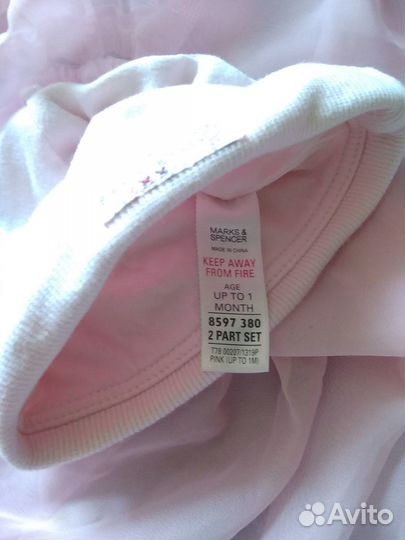 MARKS &
SPENCER
MADE IN CHINA
KEEP AWAY
FROM FIRE
AGE
UP TO 1
MONTH
8597 380
2 PART SET
T78 00207/1319P
PINK (UP TO 1M)
Avito